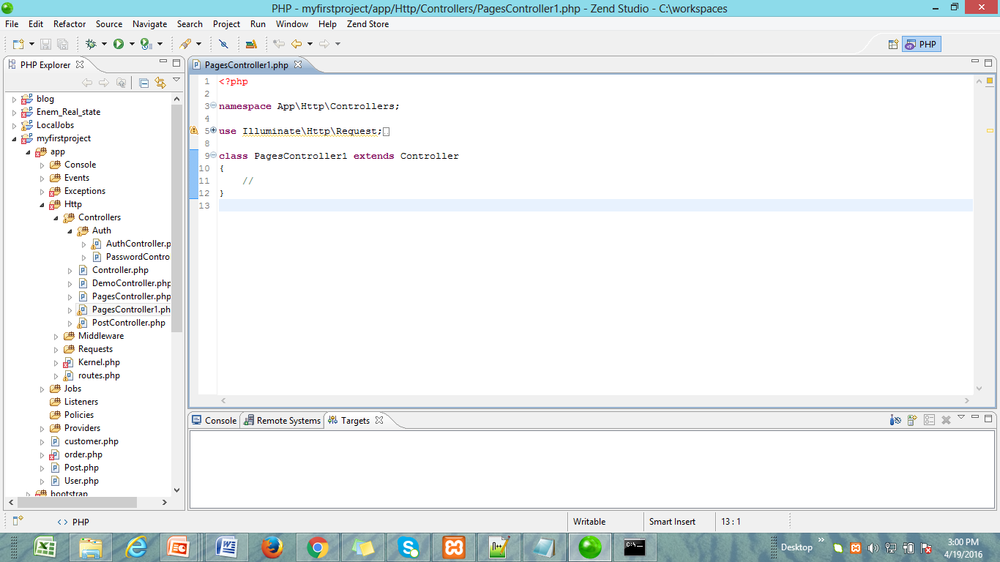 PHP - myfirstproject/app/Http/Controllers/PagesController1.php - Zend Studio - C:\workspaces
File Edit Refactor Source Navigate Search Project Run Window Help Zend Store
PHP
PHP Explorer
blog
Enem_Real_state
LocalJobs
myfirstproject
app
Console
Events
Exceptions
Http
Controllers
Auth
AuthController.p
PasswordContro
Controller.php
DemoController.php
PagesController.php
PagesController1.ph
PostController.php
Middleware
Requests
Kernel.php
routes.php
Jobs
Listeners
Policies
Providers
customer.php
order.php
Post.php
User.php
bootstrap
PagesController1.php
1 <?php
2
3 namespace App\Http\Controllers;
4
5 use Illuminate\Http\Request;
8
9 class PagesController1 extends Controller
10 {
11 //
12 }
13
Console Remote Systems Targets
<> PHP Writable Smart Insert 13 : 1
Desktop
3:00 PM
4/19/2016